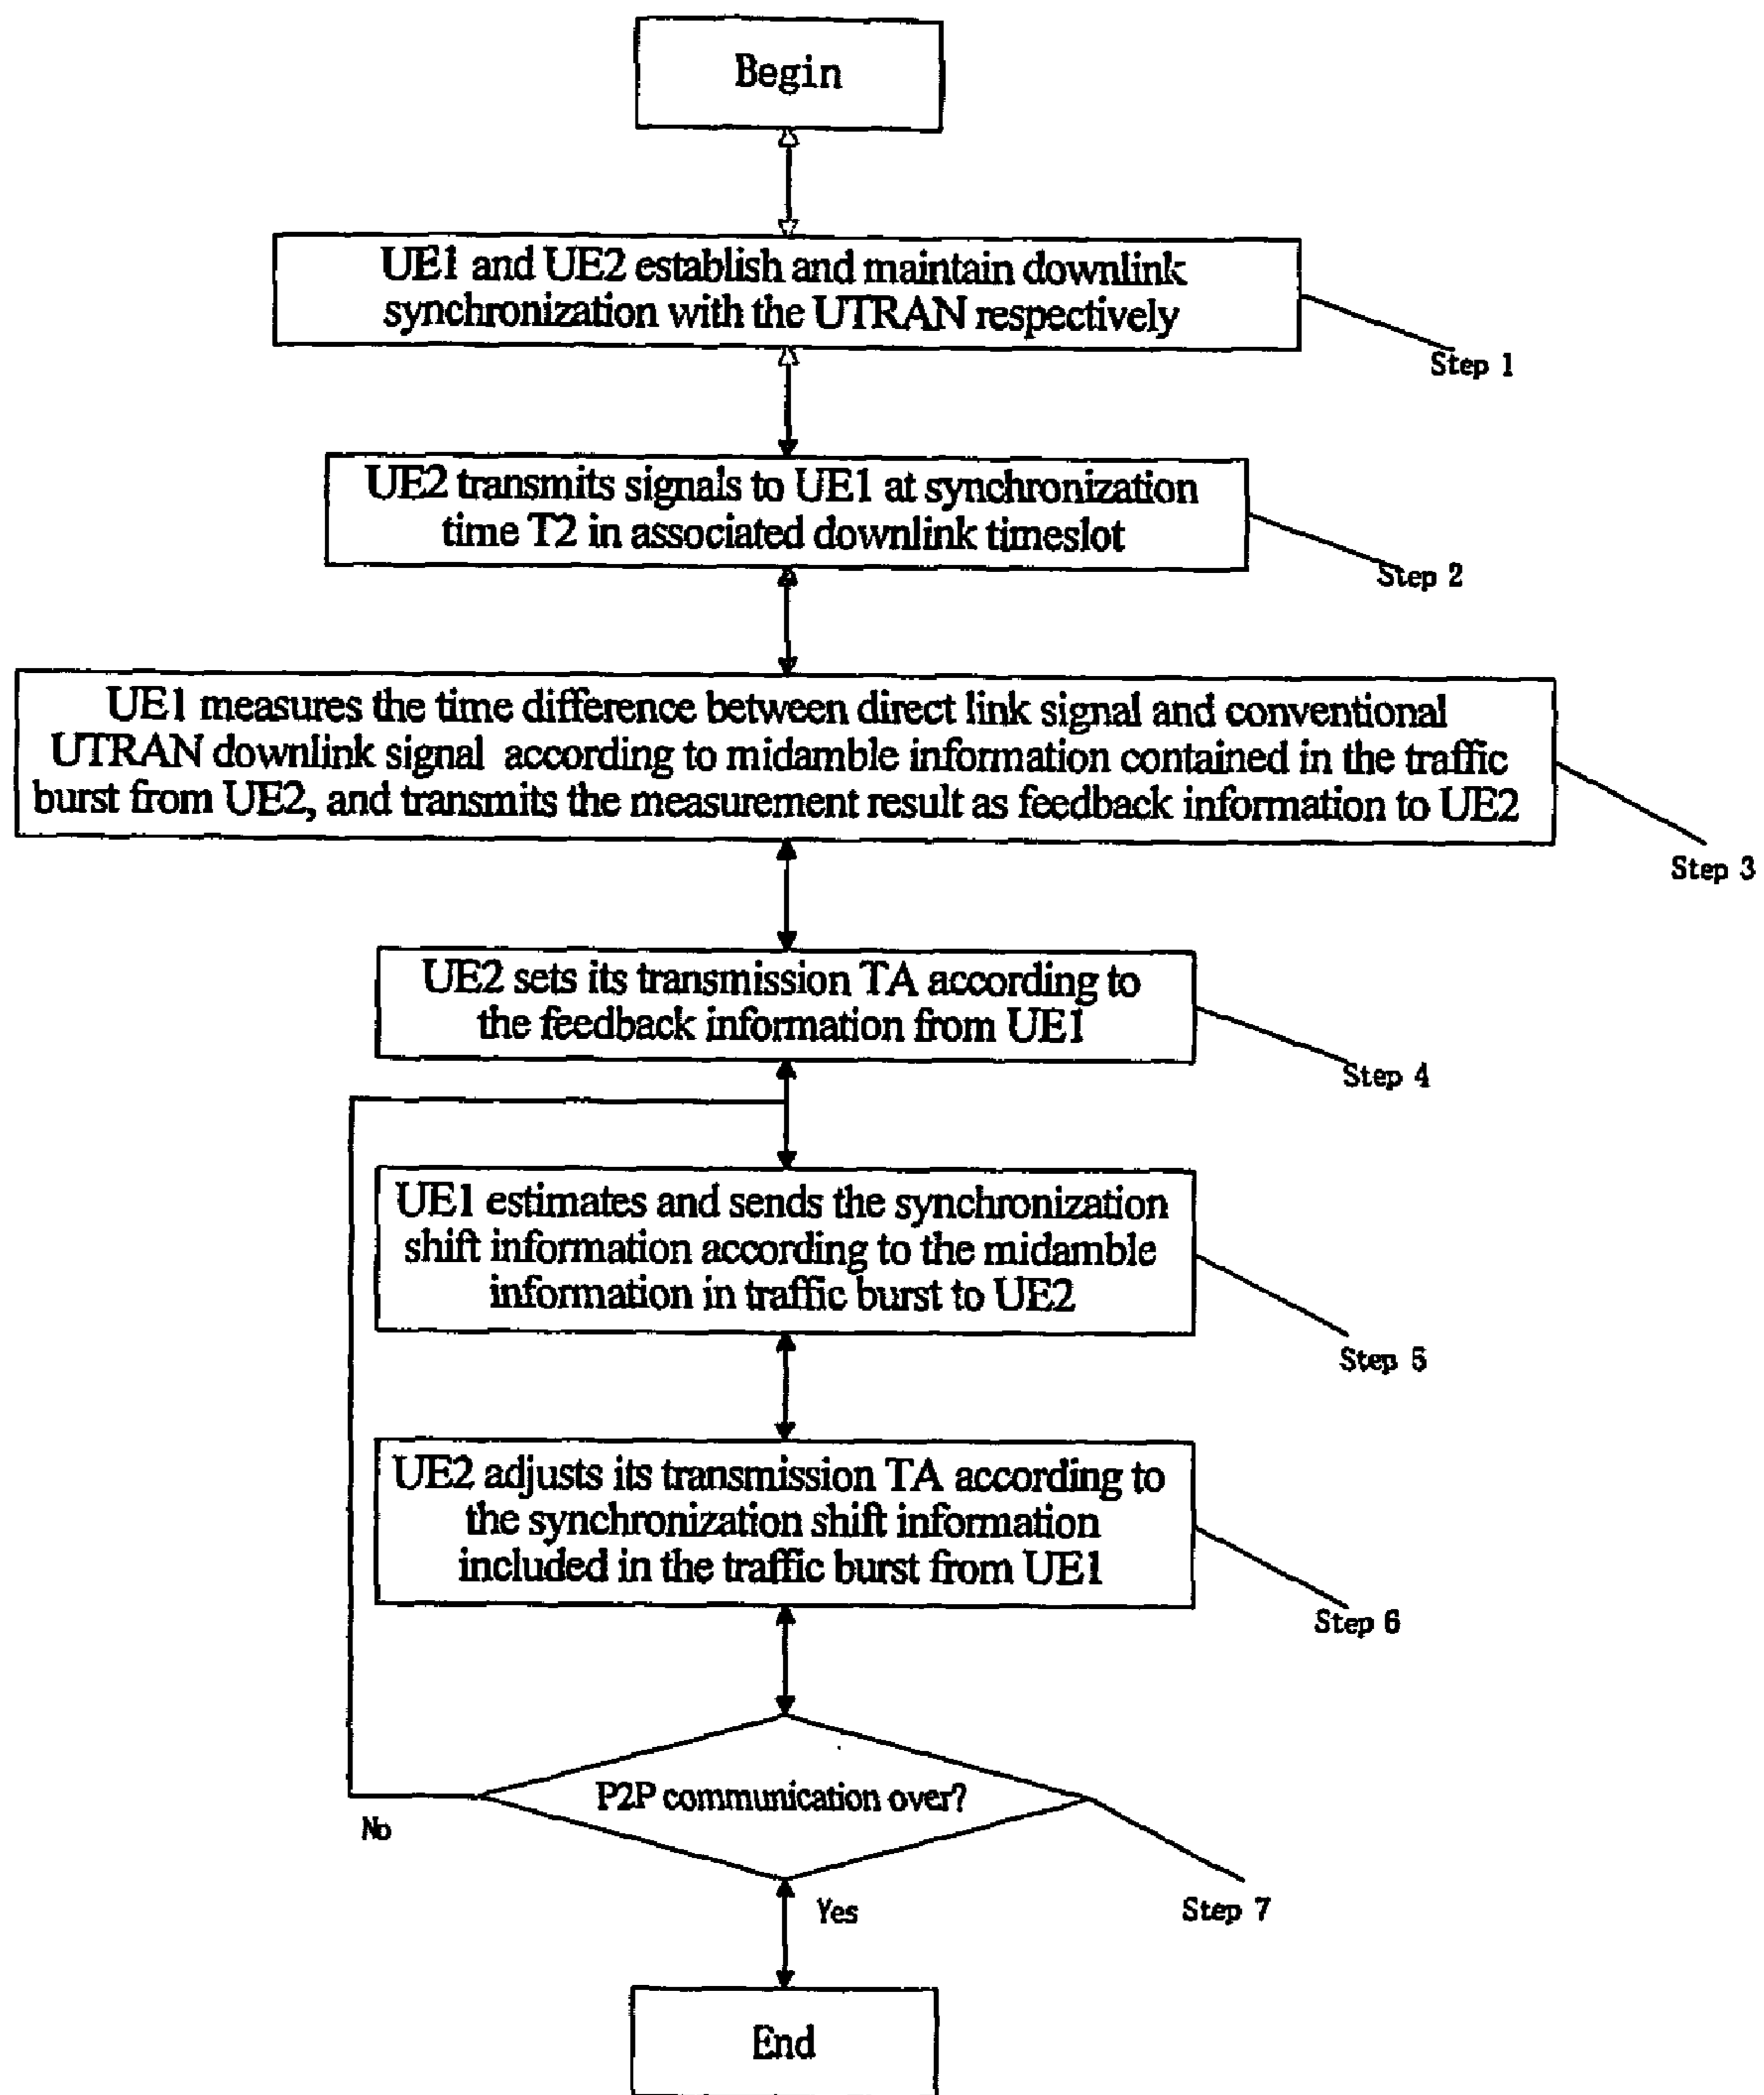 Begin
UE1 and UE2 establish and maintain downlink
synchronization with the UTRAN respectively
Step 1
UE2 transmits signals to UE1 at synchronization
time T2 in associated downlink timeslot
Step 2
UE1 measures the time difference between direct link signal and conventional
UTRAN downlink signal according to midamble information contained in the traffic
burst from UE2, and transmits the measurement result as feedback information to UE2
Step 3
UE2 sets its transmission TA according to
the feedback information from UE1
Step 4
UE1 estimates and sends the synchronization
shift information according to the midamble
information in traffic burst to UE2
Step 5
UE2 adjusts its transmission TA according to
the synchronization shift information
included in the traffic burst from UE1
Step 6
P2P communication over?
No
Yes
Step 7
End